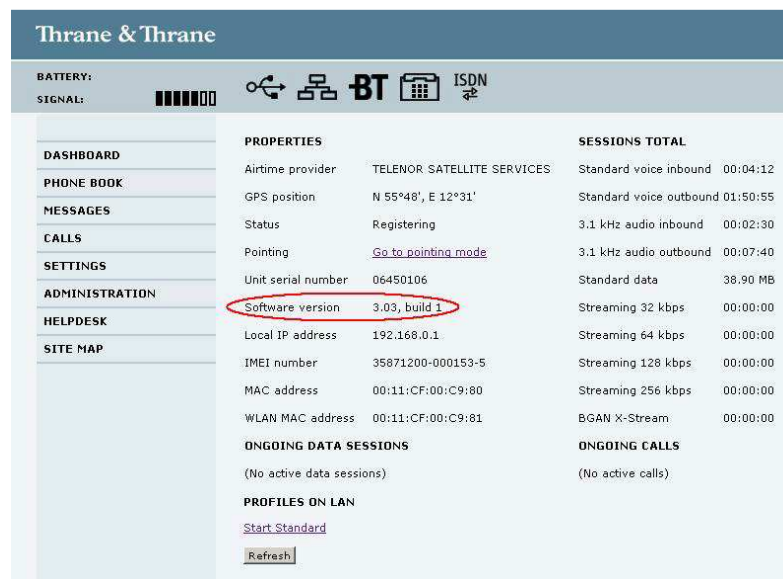 Thrane & Thrane
BATTERY:
SIGNAL:
BT
ISDN
DASHBOARD
PHONE BOOK
MESSAGES
CALLS
SETTINGS
ADMINISTRATION
HELPDESK
SITE MAP
PROPERTIES
Airtime provider TELENOR SATELLITE SERVICES
GPS position N 55°48', E 12°31'
Status Registering
Pointing Go to pointing mode
Unit serial number 06450106
Software version 3.03, build 1
Local IP address 192.168.0.1
IMEI number 35871200-000153-5
MAC address 00:11:CF:00:C9:80
WLAN MAC address 00:11:CF:00:C9:81
ONGOING DATA SESSIONS
(No active data sessions)
PROFILES ON LAN
Start Standard
Refresh
SESSIONS TOTAL
Standard voice inbound 00:04:12
Standard voice outbound 01:50:55
3.1 kHz audio inbound 00:02:30
3.1 kHz audio outbound 00:07:40
Standard data 38.90 MB
Streaming 32 kbps 00:00:00
Streaming 64 kbps 00:00:00
Streaming 128 kbps 00:00:00
Streaming 256 kbps 00:00:00
BGAN X-Stream 00:00:00
ONGOING CALLS
(No active calls)